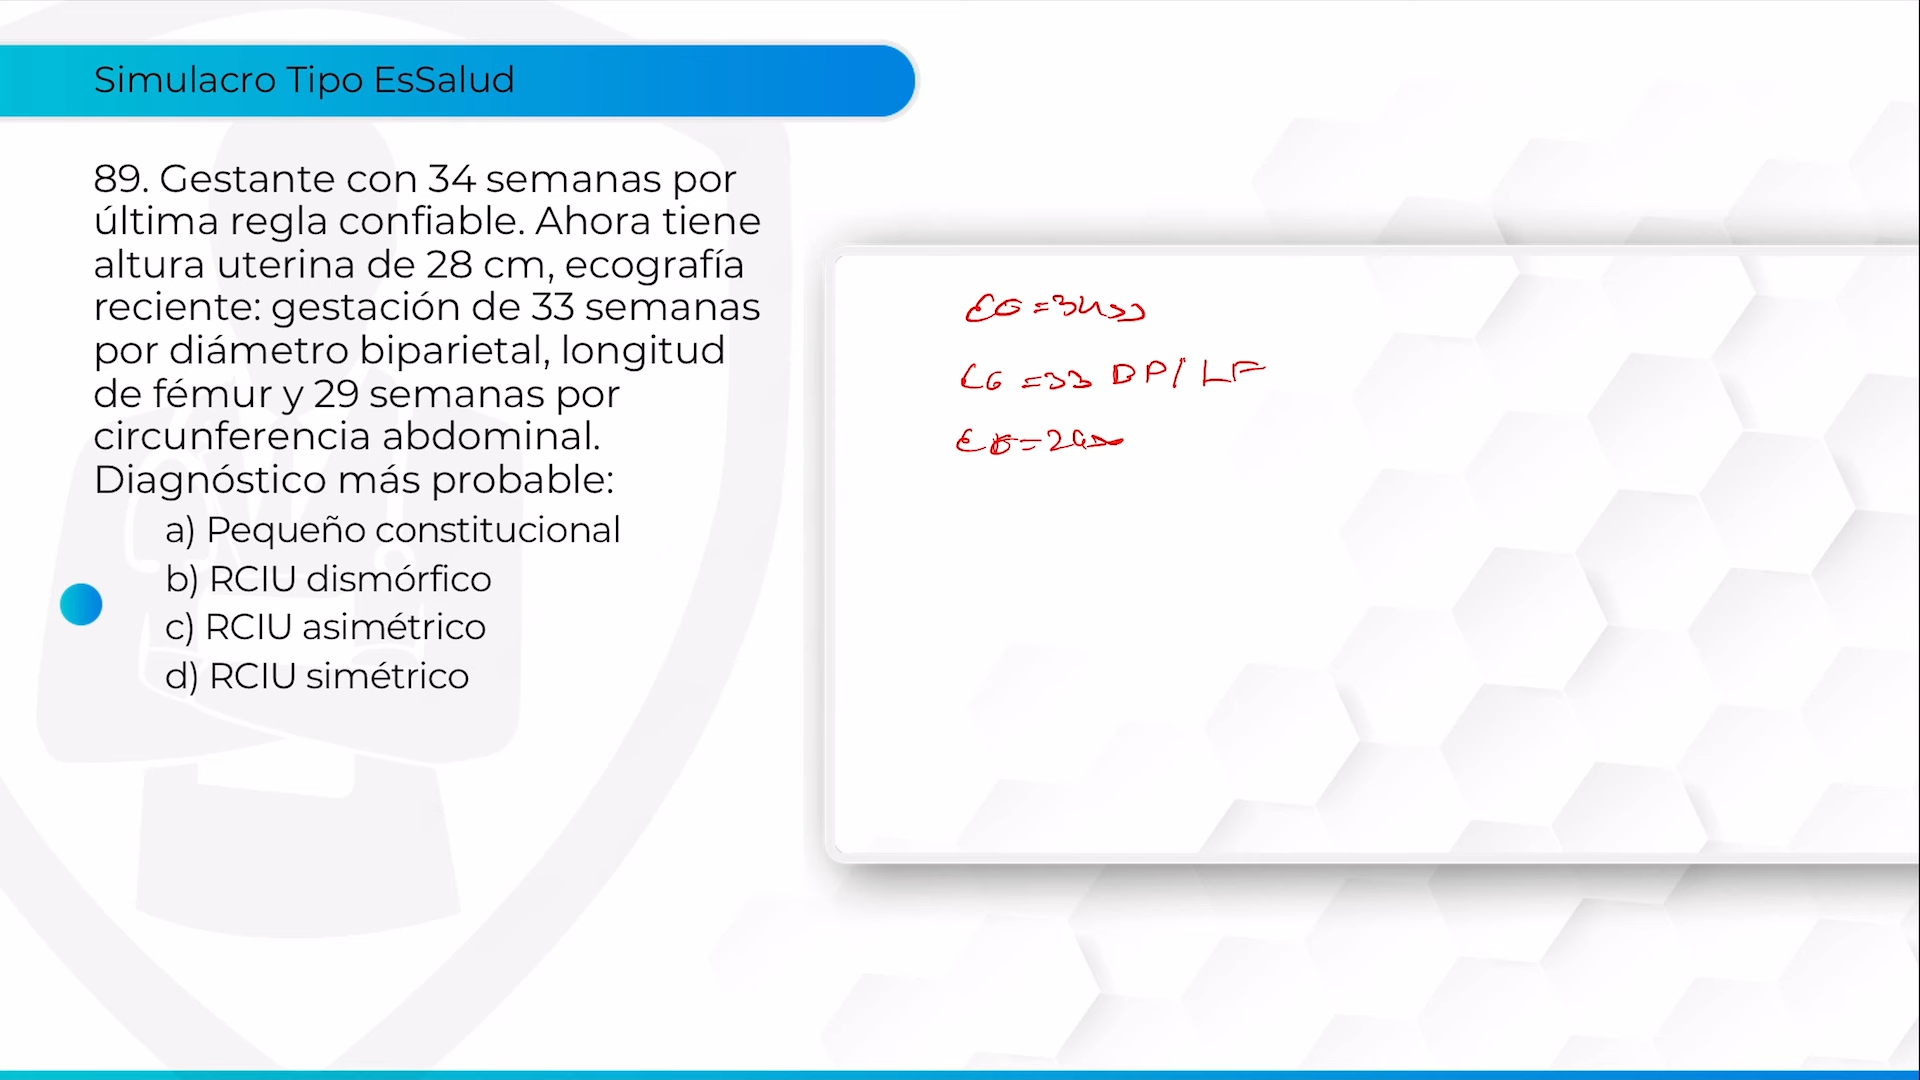 Simulacro Tipo EsSalud
89. Gestante con 34 semanas por
última regla confiable. Ahora tiene
altura uterina de 28 cm, ecografía
reciente: gestación de 33 semanas
por diámetro biparietal, longitud
de fémur y 29 semanas por
circunferencia abdominal.
Diagnóstico más probable:
a) Pequeño constitucional
b) RCIU dismórfico
c) RCIU asimétrico
d) RCIU simétrico
EG = 34ss
EG = 33 DP/ LF